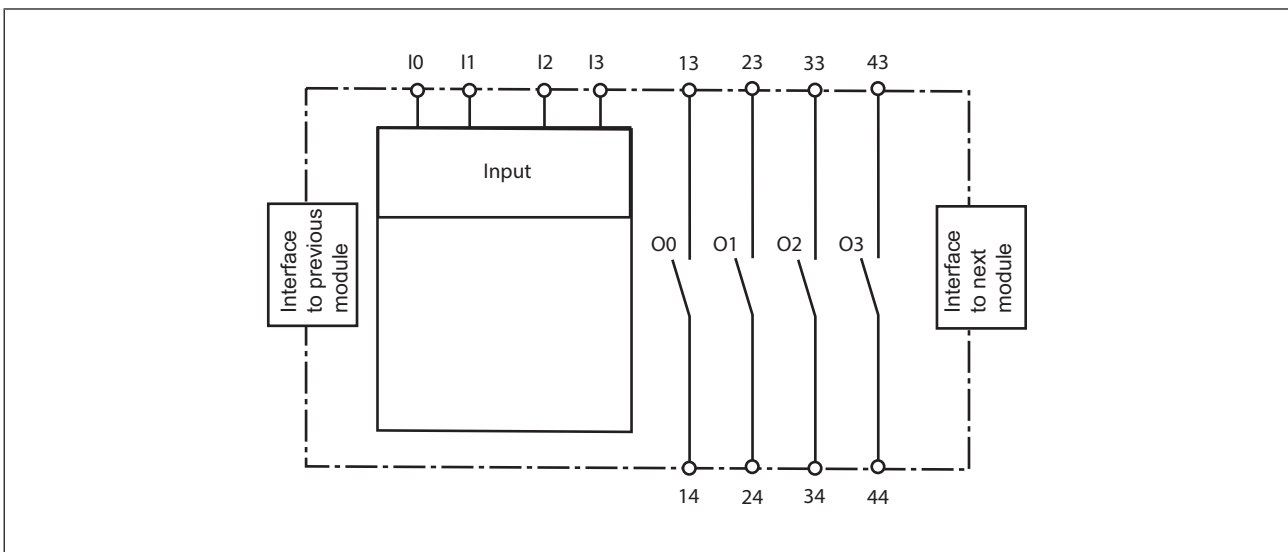 I0 I1 I2 I3 13 23 33 43
Input
Interface
to previous
module
O0 O1 O2 O3
Interface
to next
module
14 24 34 44